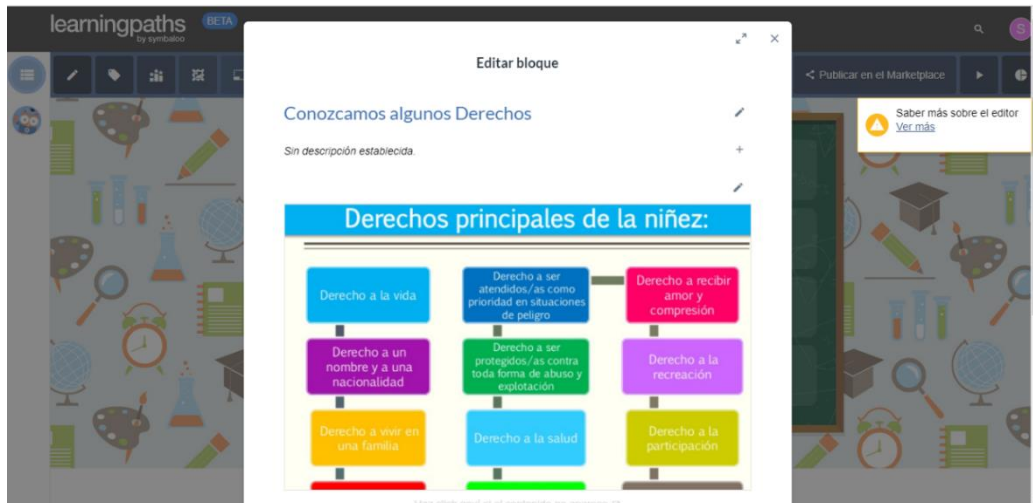 learningpaths
BETA
by symbaloo
Editar bloque
< Publicar en el Marketplace
S
Saber más sobre el editor
Ver más
Conozcamos algunos Derechos
Sin descripción establecida.
Derechos principales de la niñez:
Derecho a la vida
Derecho a ser
atendidos/as como
prioridad en situaciones
de peligro
Derecho a recibir
amor y
compresión
Derecho a un
nombre y a una
nacionalidad
Derecho a ser
protegidos/as contra
toda forma de abuso y
explotación
Derecho a la
recreación
Derecho a vivir en
una familia
Derecho a la salud
Derecho a la
participación